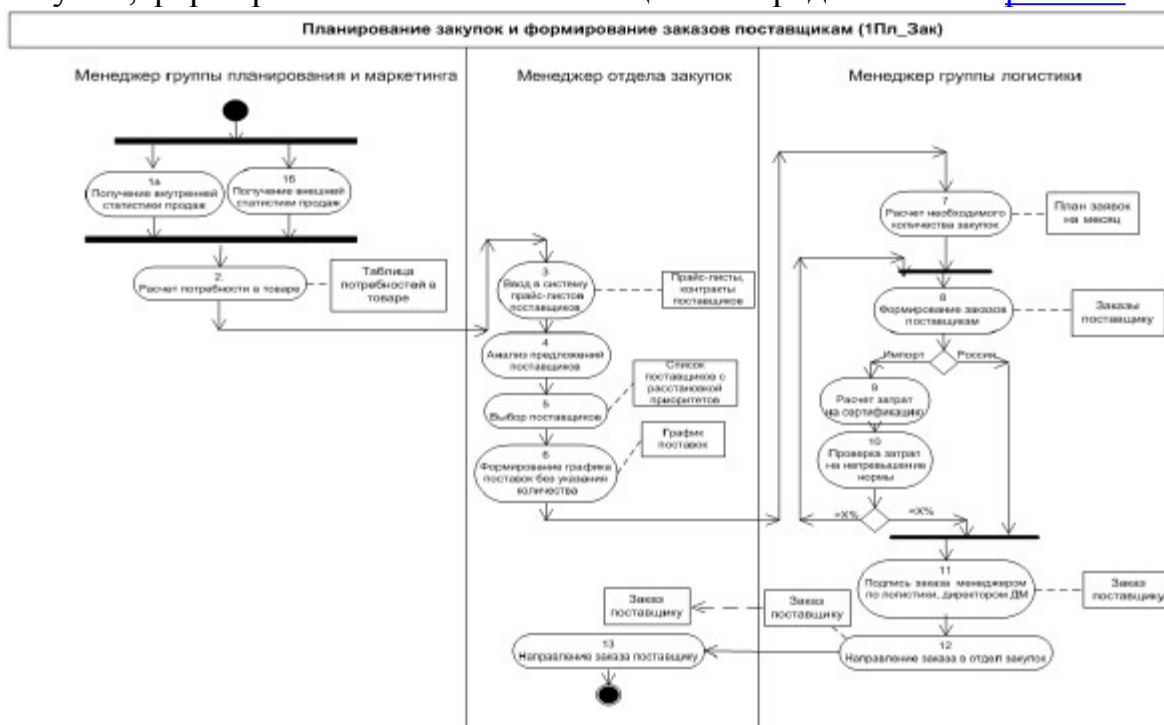 Планирование закупок и формирование заказов поставщикам (1Пл_Зак)
Менеджер группы планирования и маркетинга
Менеджер отдела закупок
Менеджер группы логистики
1а
Получение внутренней
статистики продаж
1б
Получение внешней
статистики продаж
2.
Расчет потребности в товаре
Таблица
потребностей в
товаре
3.
Ввод в систему
прайс-листов
поставщиков
Прайс-листы,
контракты
поставщиков
4
Анализ предложений
поставщиков
5
Выбор поставщиков
Список
поставщиков с
расстановкой
приоритетов
6
Формирование графика
поставок без указания
количества
График
поставок
7
Расчет необходимого
количества закупок
План заявок
на месяц
8
Формирование заказов
поставщикам
Заказы
поставщику
Импорт
Россия
9
Расчет затрат
на сертификацию
10
Проверка затрат
на непревышение
нормы
=X%
=X%
11
Подпись заказа менеджером
по логистики, директором ДМ
Заказ
поставщику
Заказ
поставщику
Заказ
поставщику
12
Направление заказа в отдел закупок
13
Направление заказа поставщику